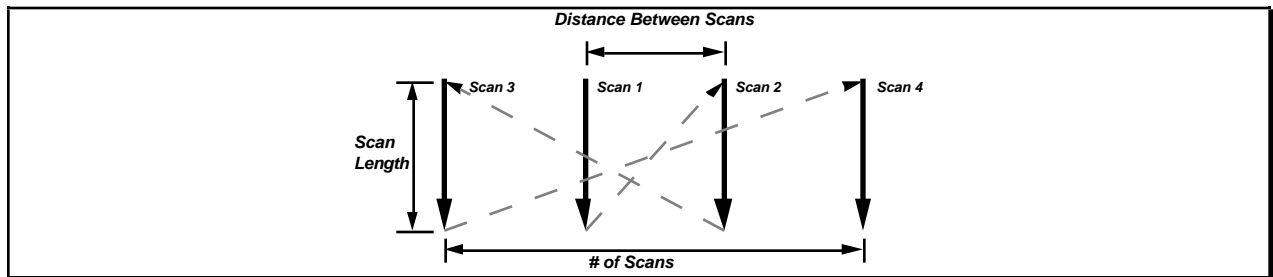 Distance Between Scans
Scan 3
Scan 1
Scan 2
Scan 4
Scan
Length
# of Scans